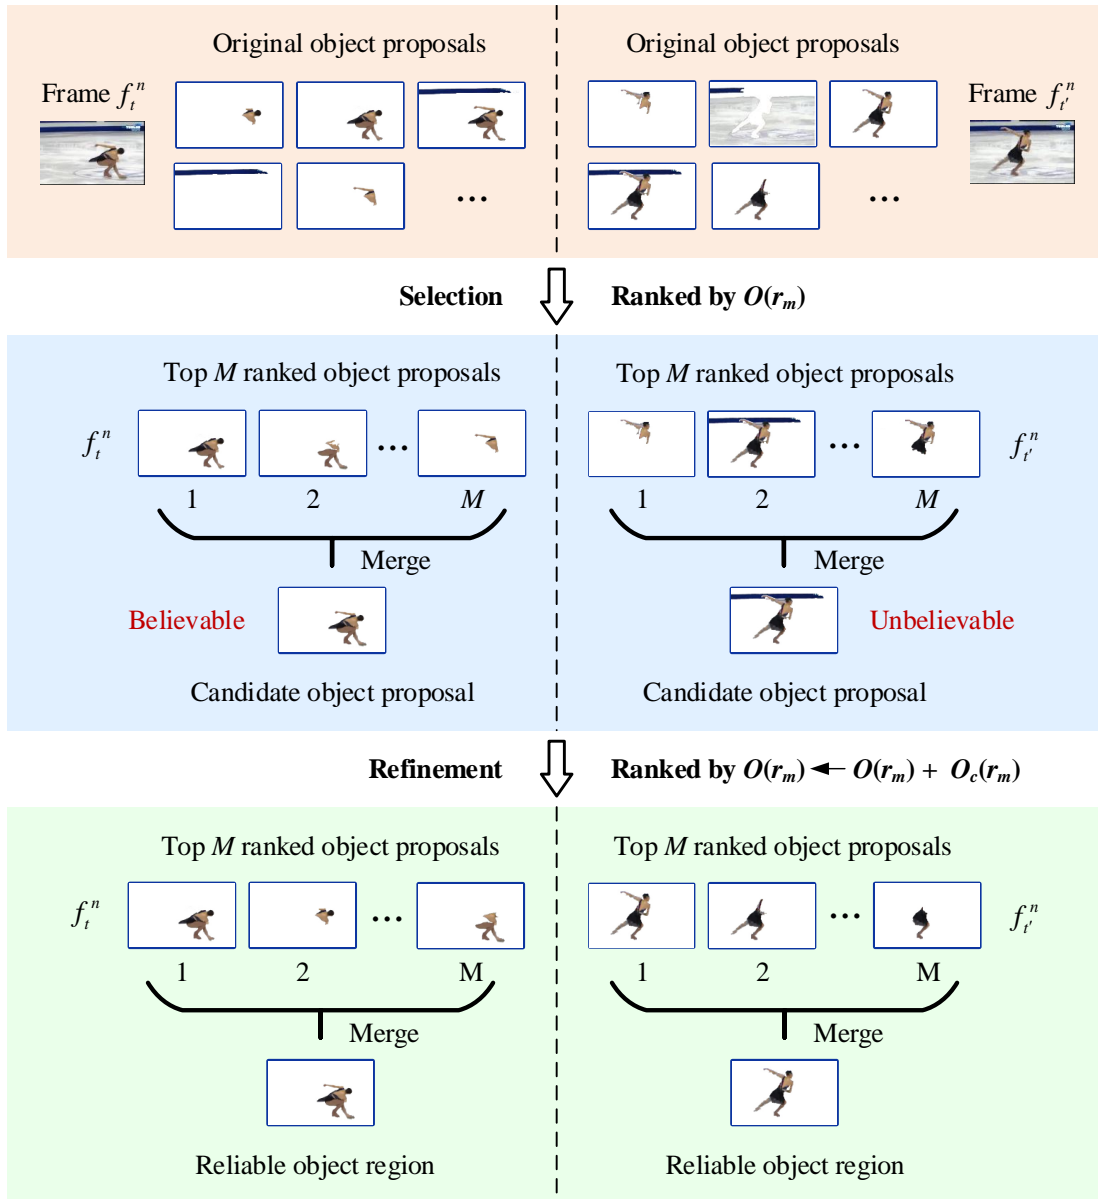 Original object proposals
Original object proposals
Frame f_t^n
Frame f_{t'}^n
...
...
Selection
Ranked by O(r_m)
Top M ranked object proposals
Top M ranked object proposals
f_t^n
...
...
f_{t'}^n
1 2 M
1 2 M
Merge
Merge
Believable
Unbelievable
Candidate object proposal
Candidate object proposal
Refinement
Ranked by O(r_m) ← O(r_m) + O_c(r_m)
Top M ranked object proposals
Top M ranked object proposals
f_t^n
...
...
f_{t'}^n
1 2 M
1 2 M
Merge
Merge
Reliable object region
Reliable object region